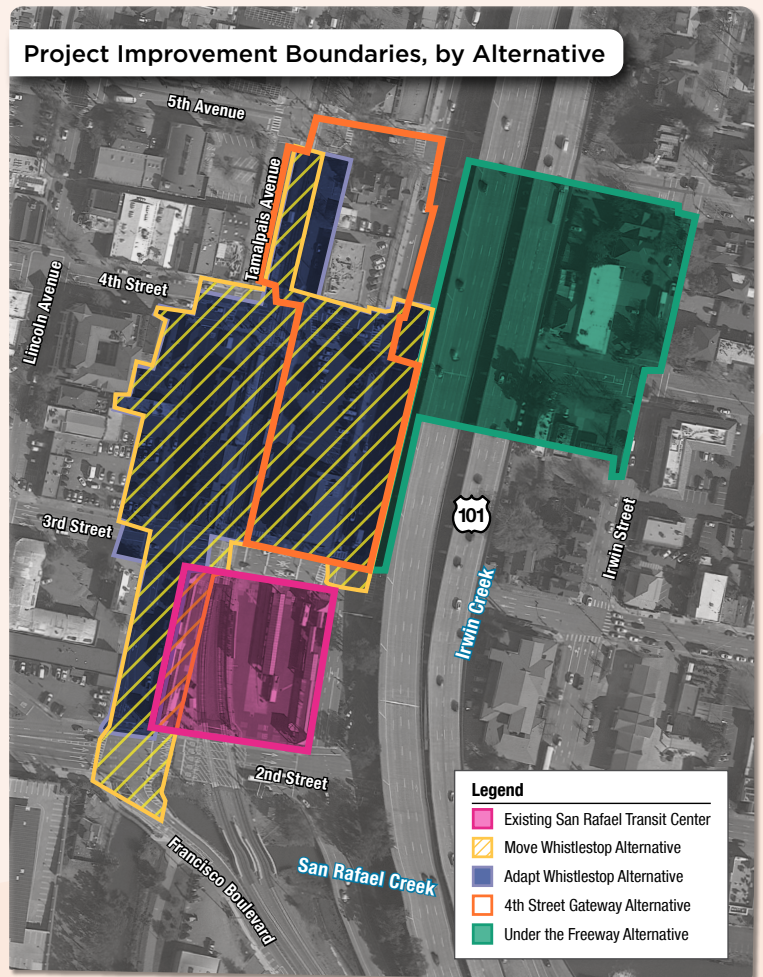 Project Improvement Boundaries, by Alternative
5th Avenue
Tamalpais Avenue
4th Street
Lincoln Avenue
3rd Street
101
Irwin Street
Irwin Creek
2nd Street
Francisco Boulevard
San Rafael Creek
Legend
Existing San Rafael Transit Center
Move Whistlestop Alternative
Adapt Whistlestop Alternative
4th Street Gateway Alternative
Under the Freeway Alternative